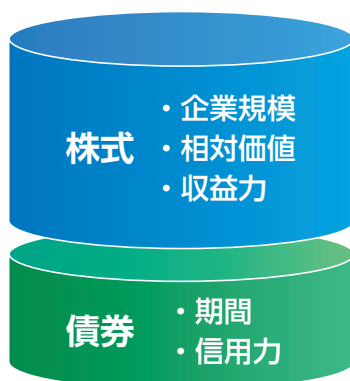 株式
・企業規模
・相対価値
・収益力
債券
・期間
・信用力